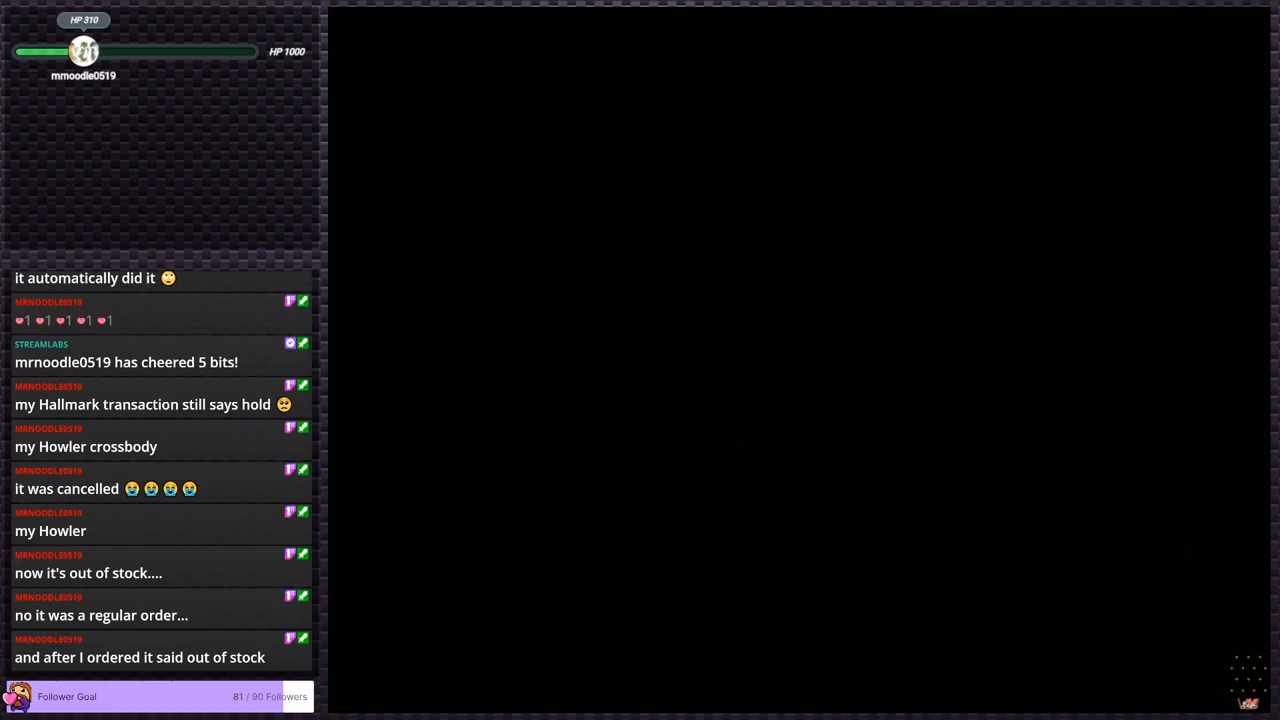 HP 310
HP 1000
mrnoodle0519
it automatically did it 🙄
MRNOODLE0519
❤1 ❤1 ❤1 ❤1 ❤1
STREAMLABS
mrnoodle0519 has cheered 5 bits!
MRNOODLE0519
my Hallmark transaction still says hold 🥺
MRNOODLE0519
my Howler crossbody
MRNOODLE0519
it was cancelled 😭 😭 😭 😭
MRNOODLE0519
my Howler
MRNOODLE0519
now it's out of stock....
MRNOODLE0519
no it was a regular order...
MRNOODLE0519
and after I ordered it said out of stock
Follower Goal
81 / 90 Followers